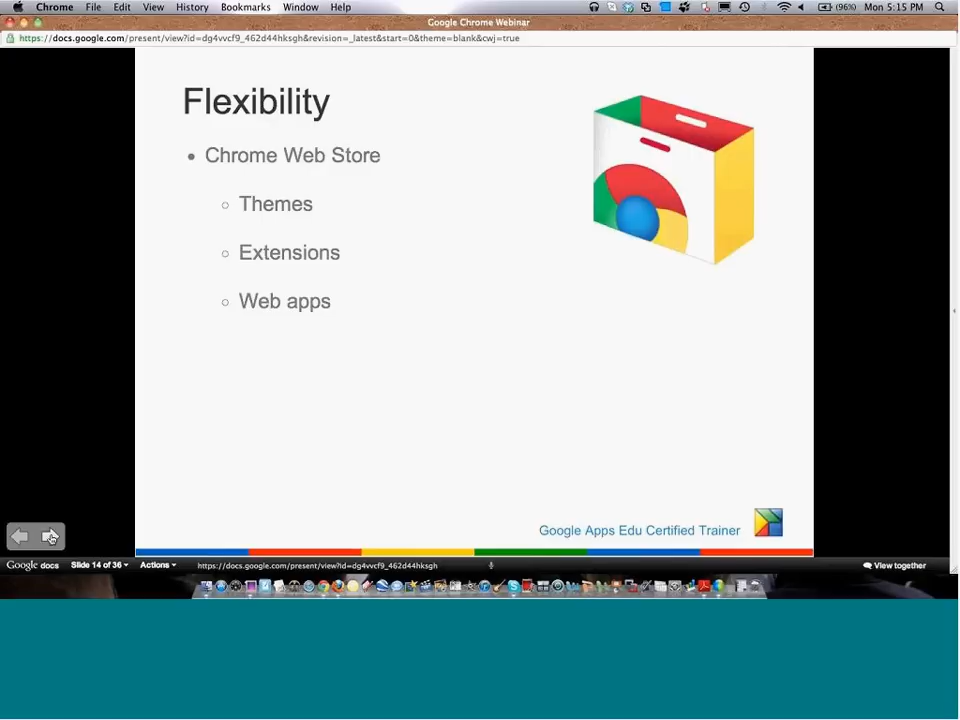 Chrome File Edit View History Bookmarks Window Help (96%) Mon 5:15 PM
Google Chrome Webinar
https://docs.google.com/present/view?id=dg4vvcf9_462d44hksgh&revision=_latest&start=0&theme=blank&cwj=true
Flexibility
• Chrome Web Store
○ Themes
○ Extensions
○ Web apps
Google Apps Edu Certified Trainer
Google docs Slide 14 of 36 Actions https://docs.google.com/present/view?id=dg4vvcf9_462d44hksgh View together